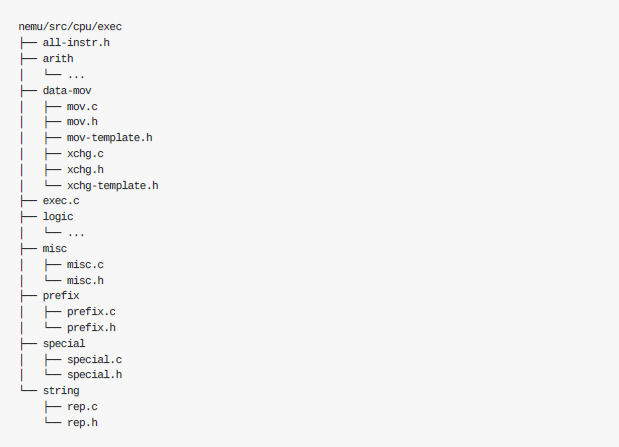 nemu/src/cpu/exec
├── all-instr.h
├── arith
│   └── ...
├── data-mov
│   ├── mov.c
│   ├── mov.h
│   ├── mov-template.h
│   ├── xchg.c
│   ├── xchg.h
│   └── xchg-template.h
├── exec.c
├── logic
│   └── ...
├── misc
│   ├── misc.c
│   └── misc.h
├── prefix
│   ├── prefix.c
│   └── prefix.h
├── special
│   ├── special.c
│   └── special.h
└── string
    ├── rep.c
    └── rep.h